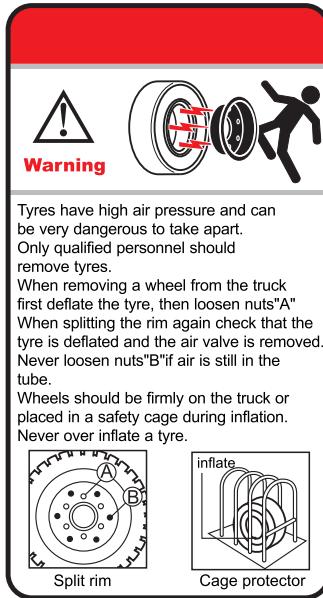 Warning
Tyres have high air pressure and can
be very dangerous to take apart.
Only qualified personnel should
remove tyres.
When removing a wheel from the truck
first deflate the tyre, then loosen nuts"A"
When splitting the rim again check that the
tyre is deflated and the air valve is removed.
Never loosen nuts"B"if air is still in the
tube.
Wheels should be firmly on the truck or
placed in a safety cage during inflation.
Never over inflate a tyre.
A
B
Split rim
inflate
Cage protector